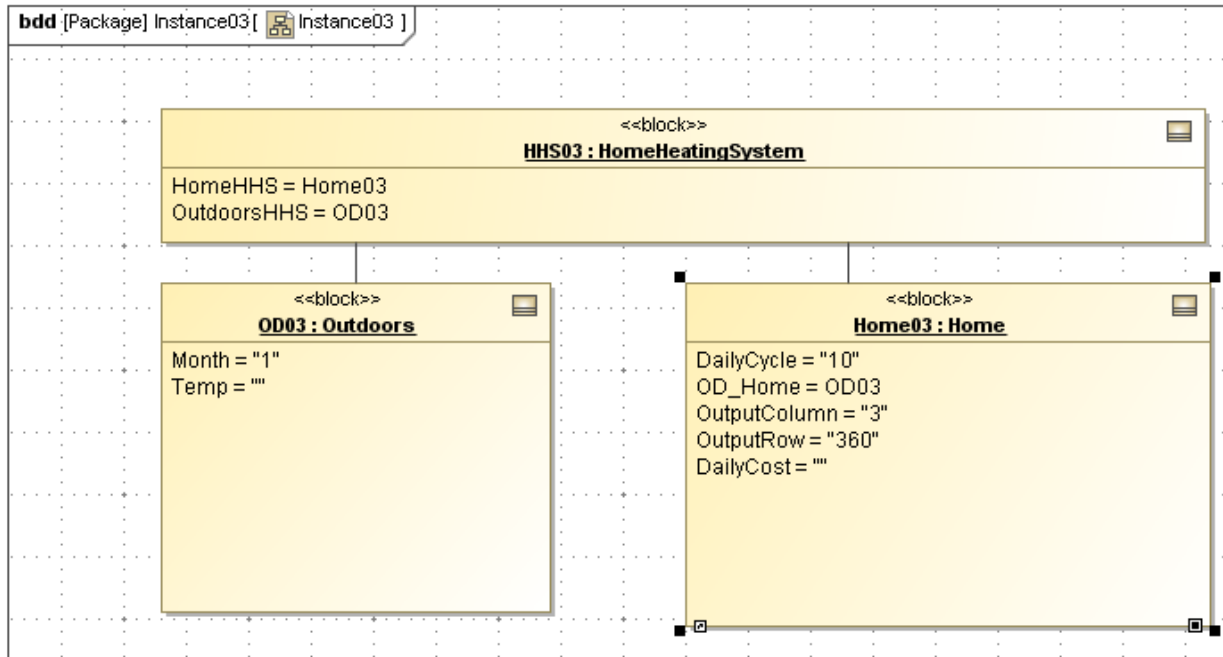 bdd [Package] Instance03[ Instance03 ]
<<block>>
HHS03 : HomeHeatingSystem
HomeHHS = Home03
OutdoorsHHS = OD03
<<block>>
OD03 : Outdoors
Month = "1"
Temp = ""
<<block>>
Home03 : Home
DailyCycle = "10"
OD_Home = OD03
OutputColumn = "3"
OutputRow = "360"
DailyCost = ""